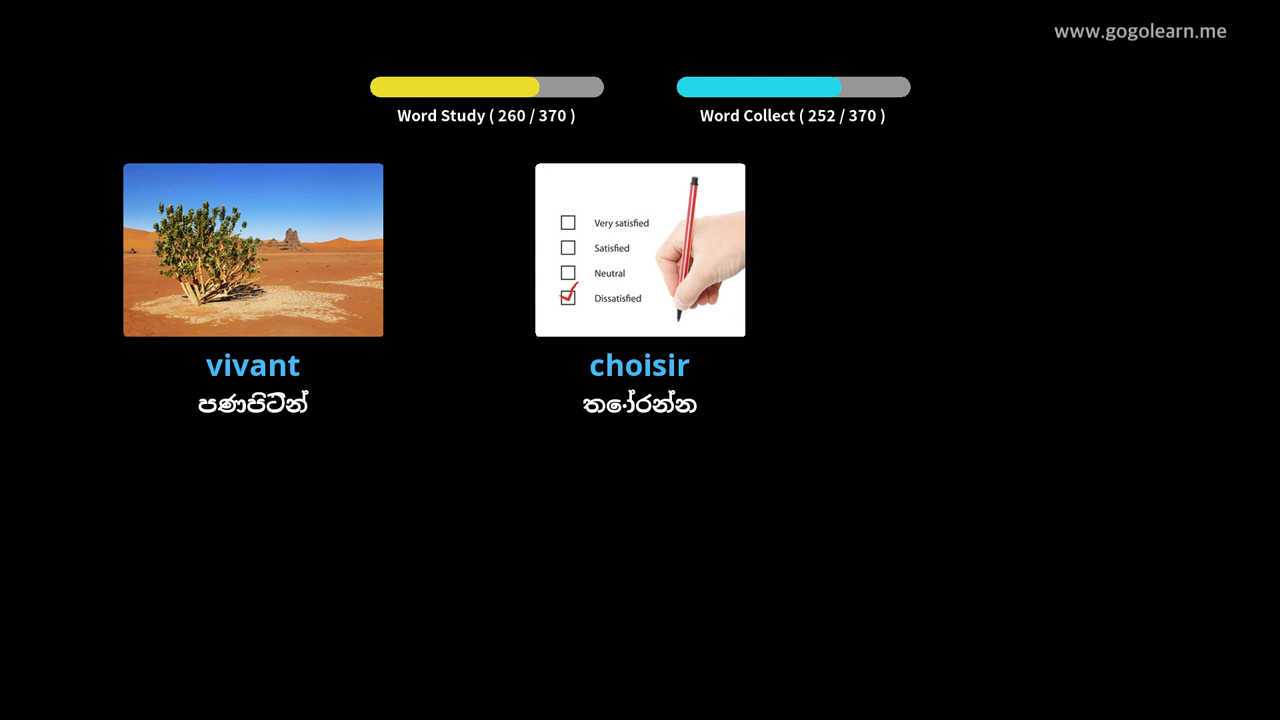 www.gogolearn.me
Word Study ( 260 / 370 )
Word Collect ( 252 / 370 )
Very satisfied
Satisfied
Neutral
Dissatisfied
vivant
පණපිටින්
choisir
තෝරන්න